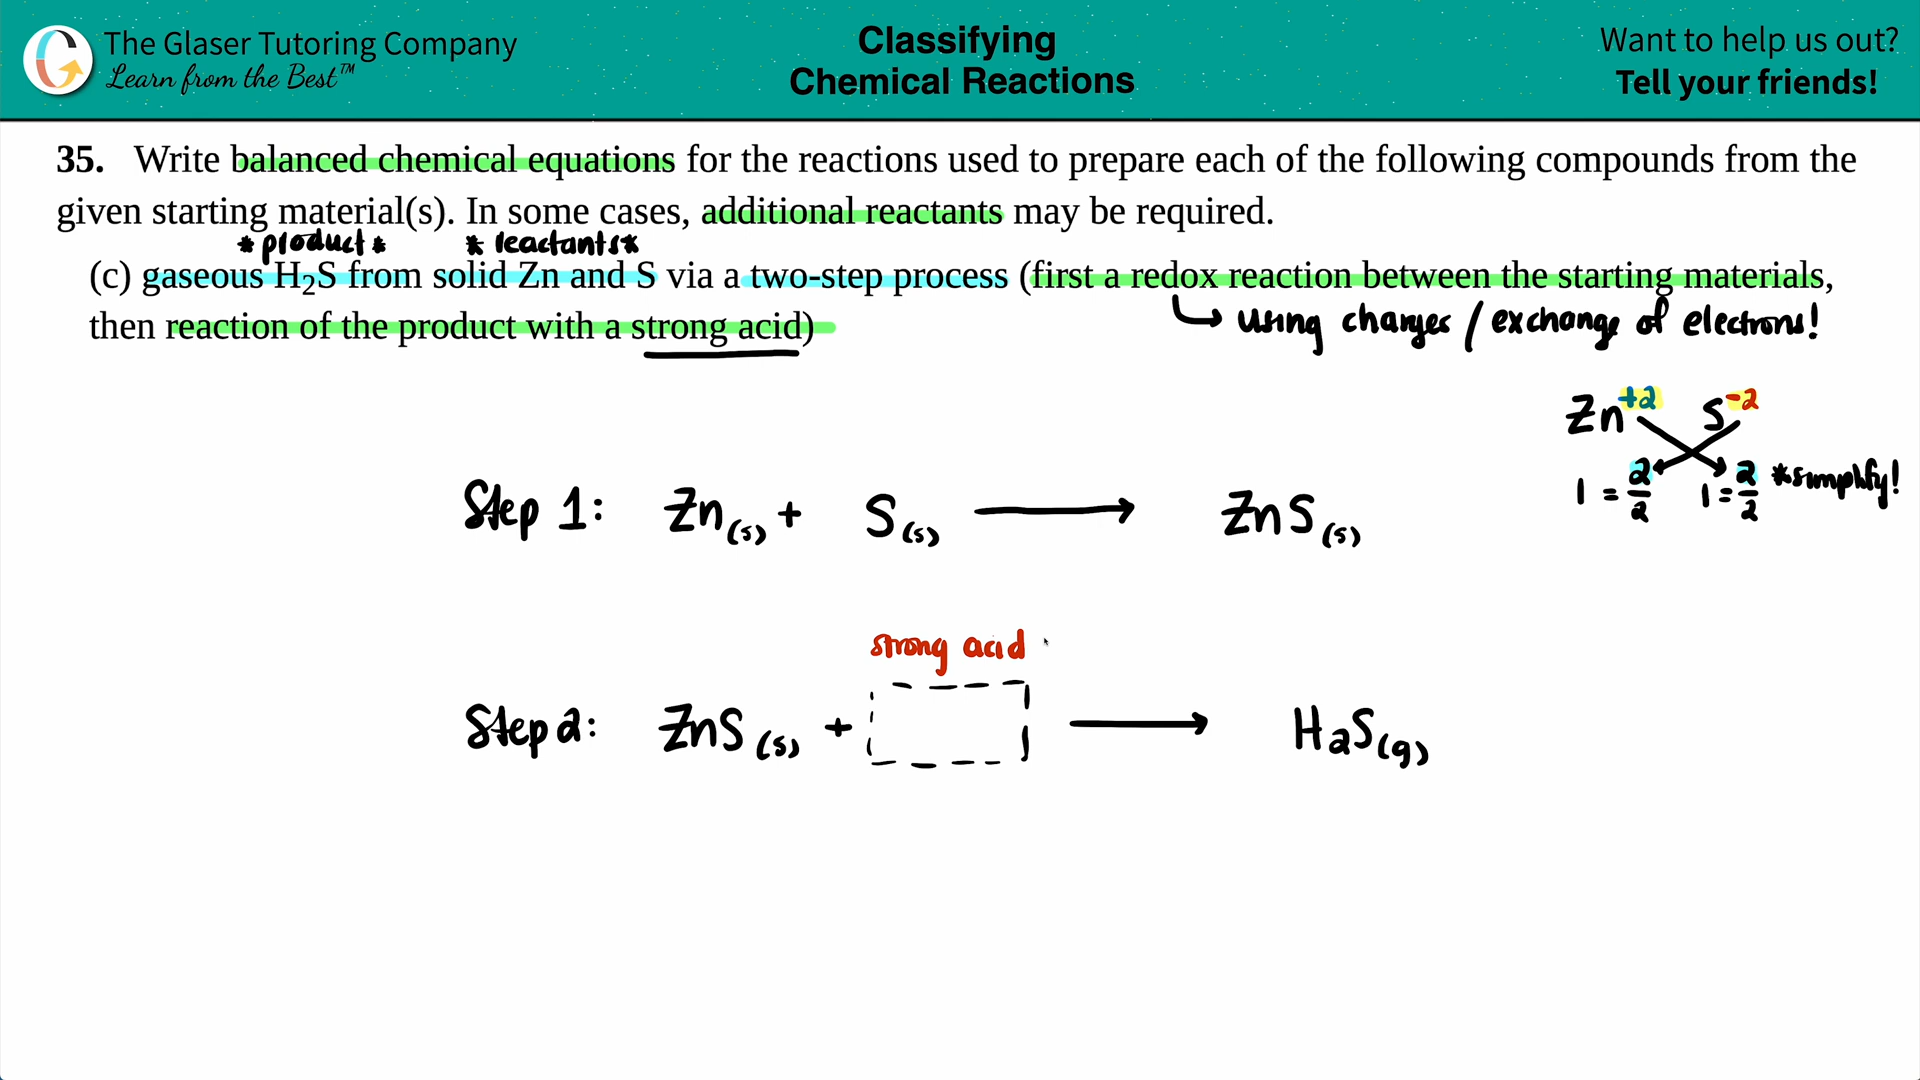 The Glaser Tutoring Company
Learn from the Best™
Classifying
Chemical Reactions
Want to help us out?
Tell your friends!
35. Write balanced chemical equations for the reactions used to prepare each of the following compounds from the
given starting material(s). In some cases, additional reactants may be required.
*product* *reactants*
(c) gaseous H₂S from solid Zn and S via a two-step process (first a redox reaction between the starting materials,
then reaction of the product with a strong acid)
using charges / exchange of electrons!
Zn⁺² S⁻²
1 = 2/2 1 = 2/2 *simplify!
Step 1: Zn(s) + S(s) → ZnS(s)
strong acid
Step 2: ZnS(s) + → H₂S(g)